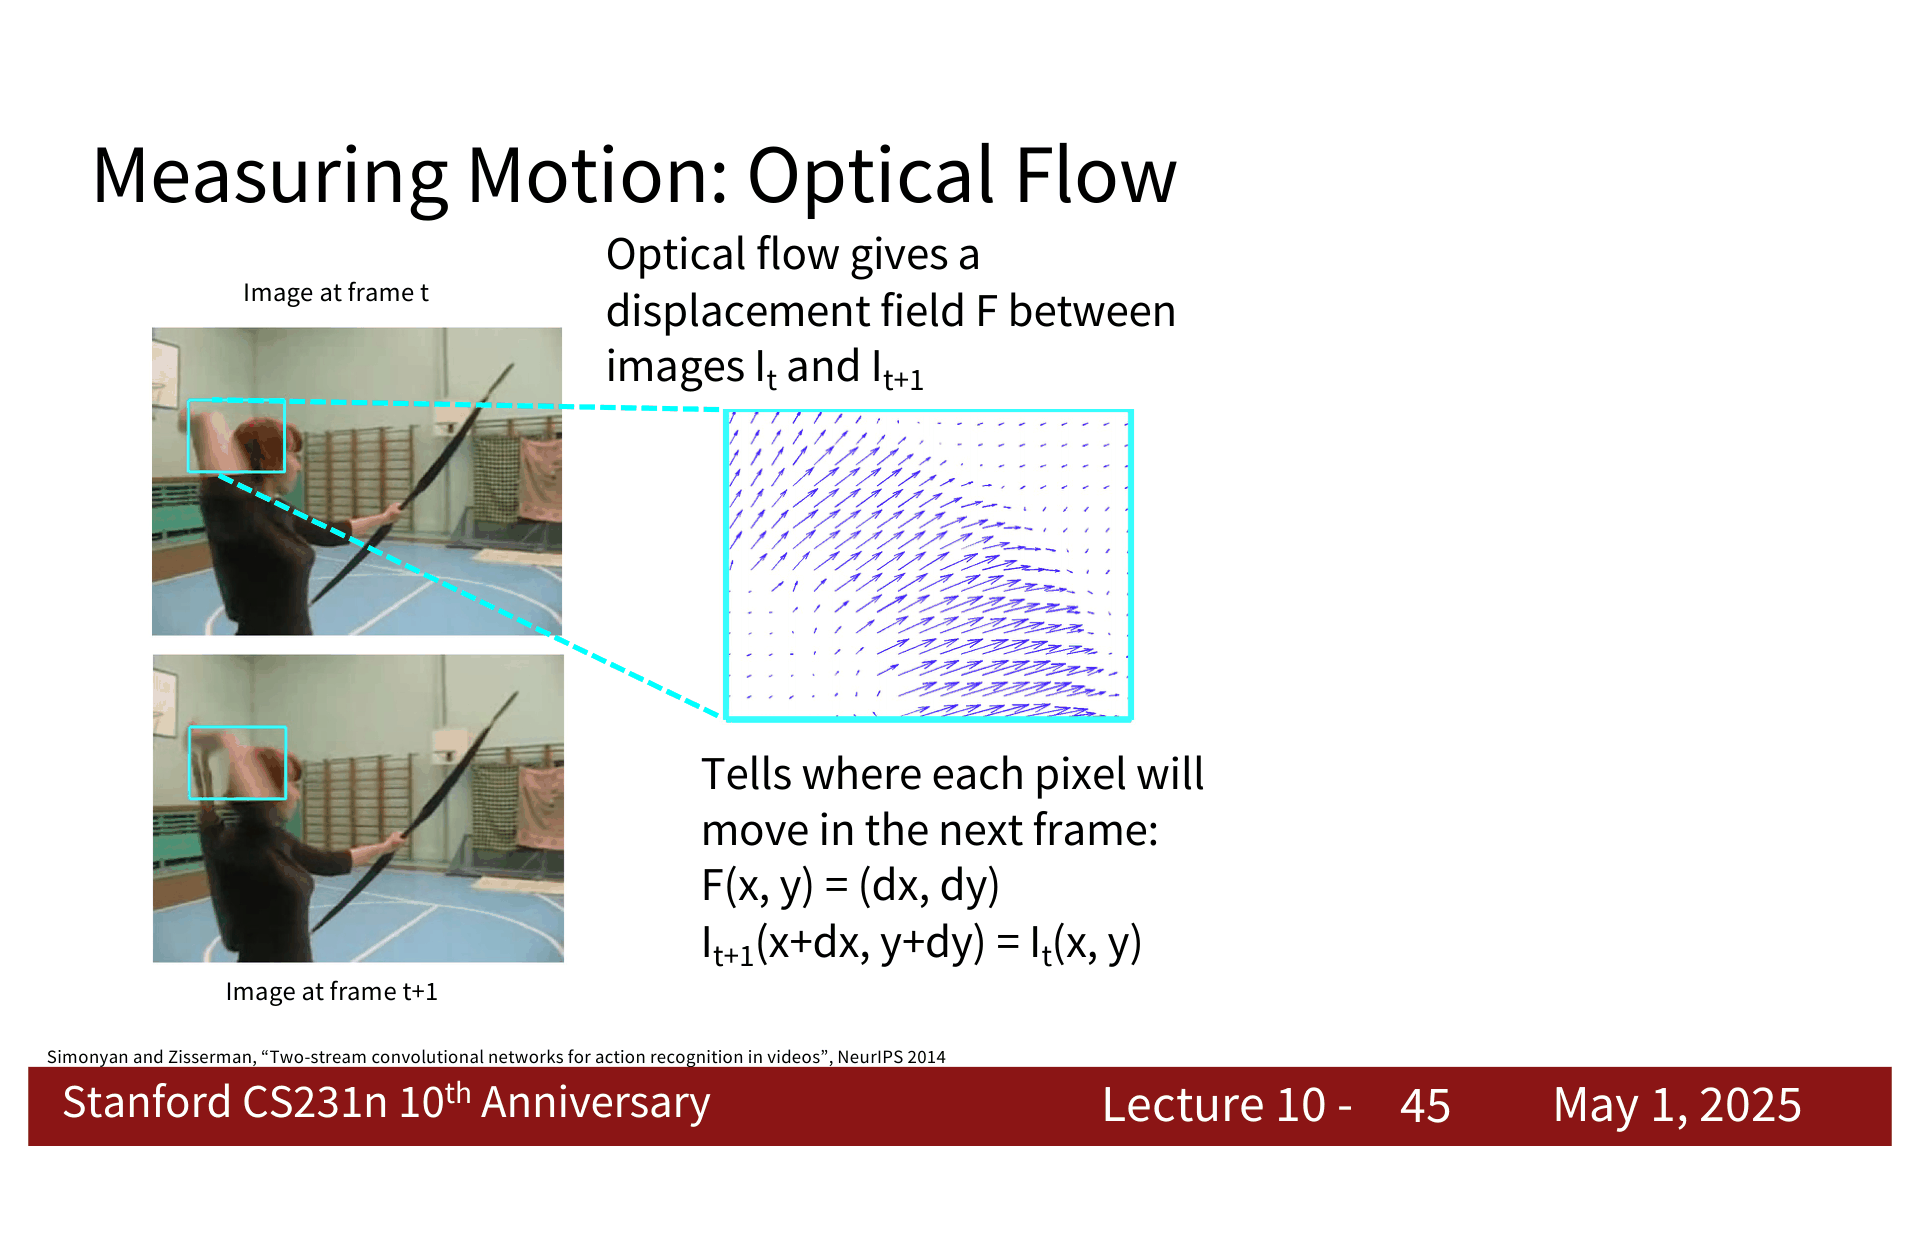 Measuring Motion: Optical Flow
Image at frame t
Optical flow gives a
displacement field F between
images Iₜ and Iₜ₊₁
Tells where each pixel will
move in the next frame:
F(x, y) = (dx, dy)
Iₜ₊₁(x+dx, y+dy) = Iₜ(x, y)
Image at frame t+1
Simonyan and Zisserman, “Two-stream convolutional networks for action recognition in videos”, NeurIPS 2014
Stanford CS231n 10th Anniversary
Lecture 10 - 45
May 1, 2025